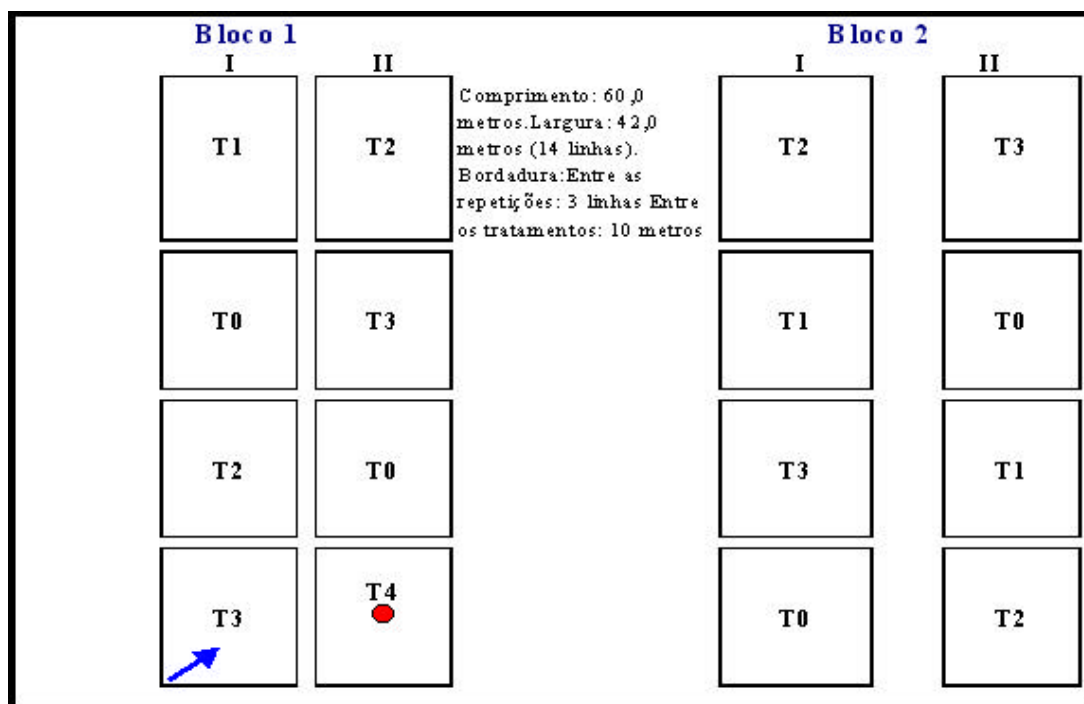 Bloco 1
Bloco 2
I
II
I
II
T1
T2
Comprimento: 60,0
metros.Largura: 42,0
metros (14 linhas).
Bordadura:Entre as
repetições: 3 linhas Entre
os tratamentos: 10 metros
T2
T3
T0
T3
T1
T0
T2
T0
T3
T1
T3
T4
T0
T2